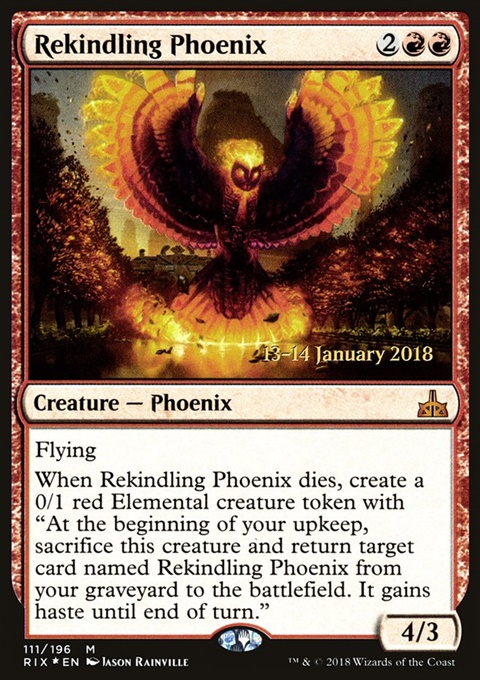 Rekindling Phoenix 2
13–14 January 2018
Creature — Phoenix
Flying
When Rekindling Phoenix dies, create a
0/1 red Elemental creature token with
“At the beginning of your upkeep,
sacrifice this creature and return target
card named Rekindling Phoenix from
your graveyard to the battlefield. It gains
haste until end of turn.”
4/3
111/196 M
RIX★EN Jason Rainville
™ & © 2018 Wizards of the Coast